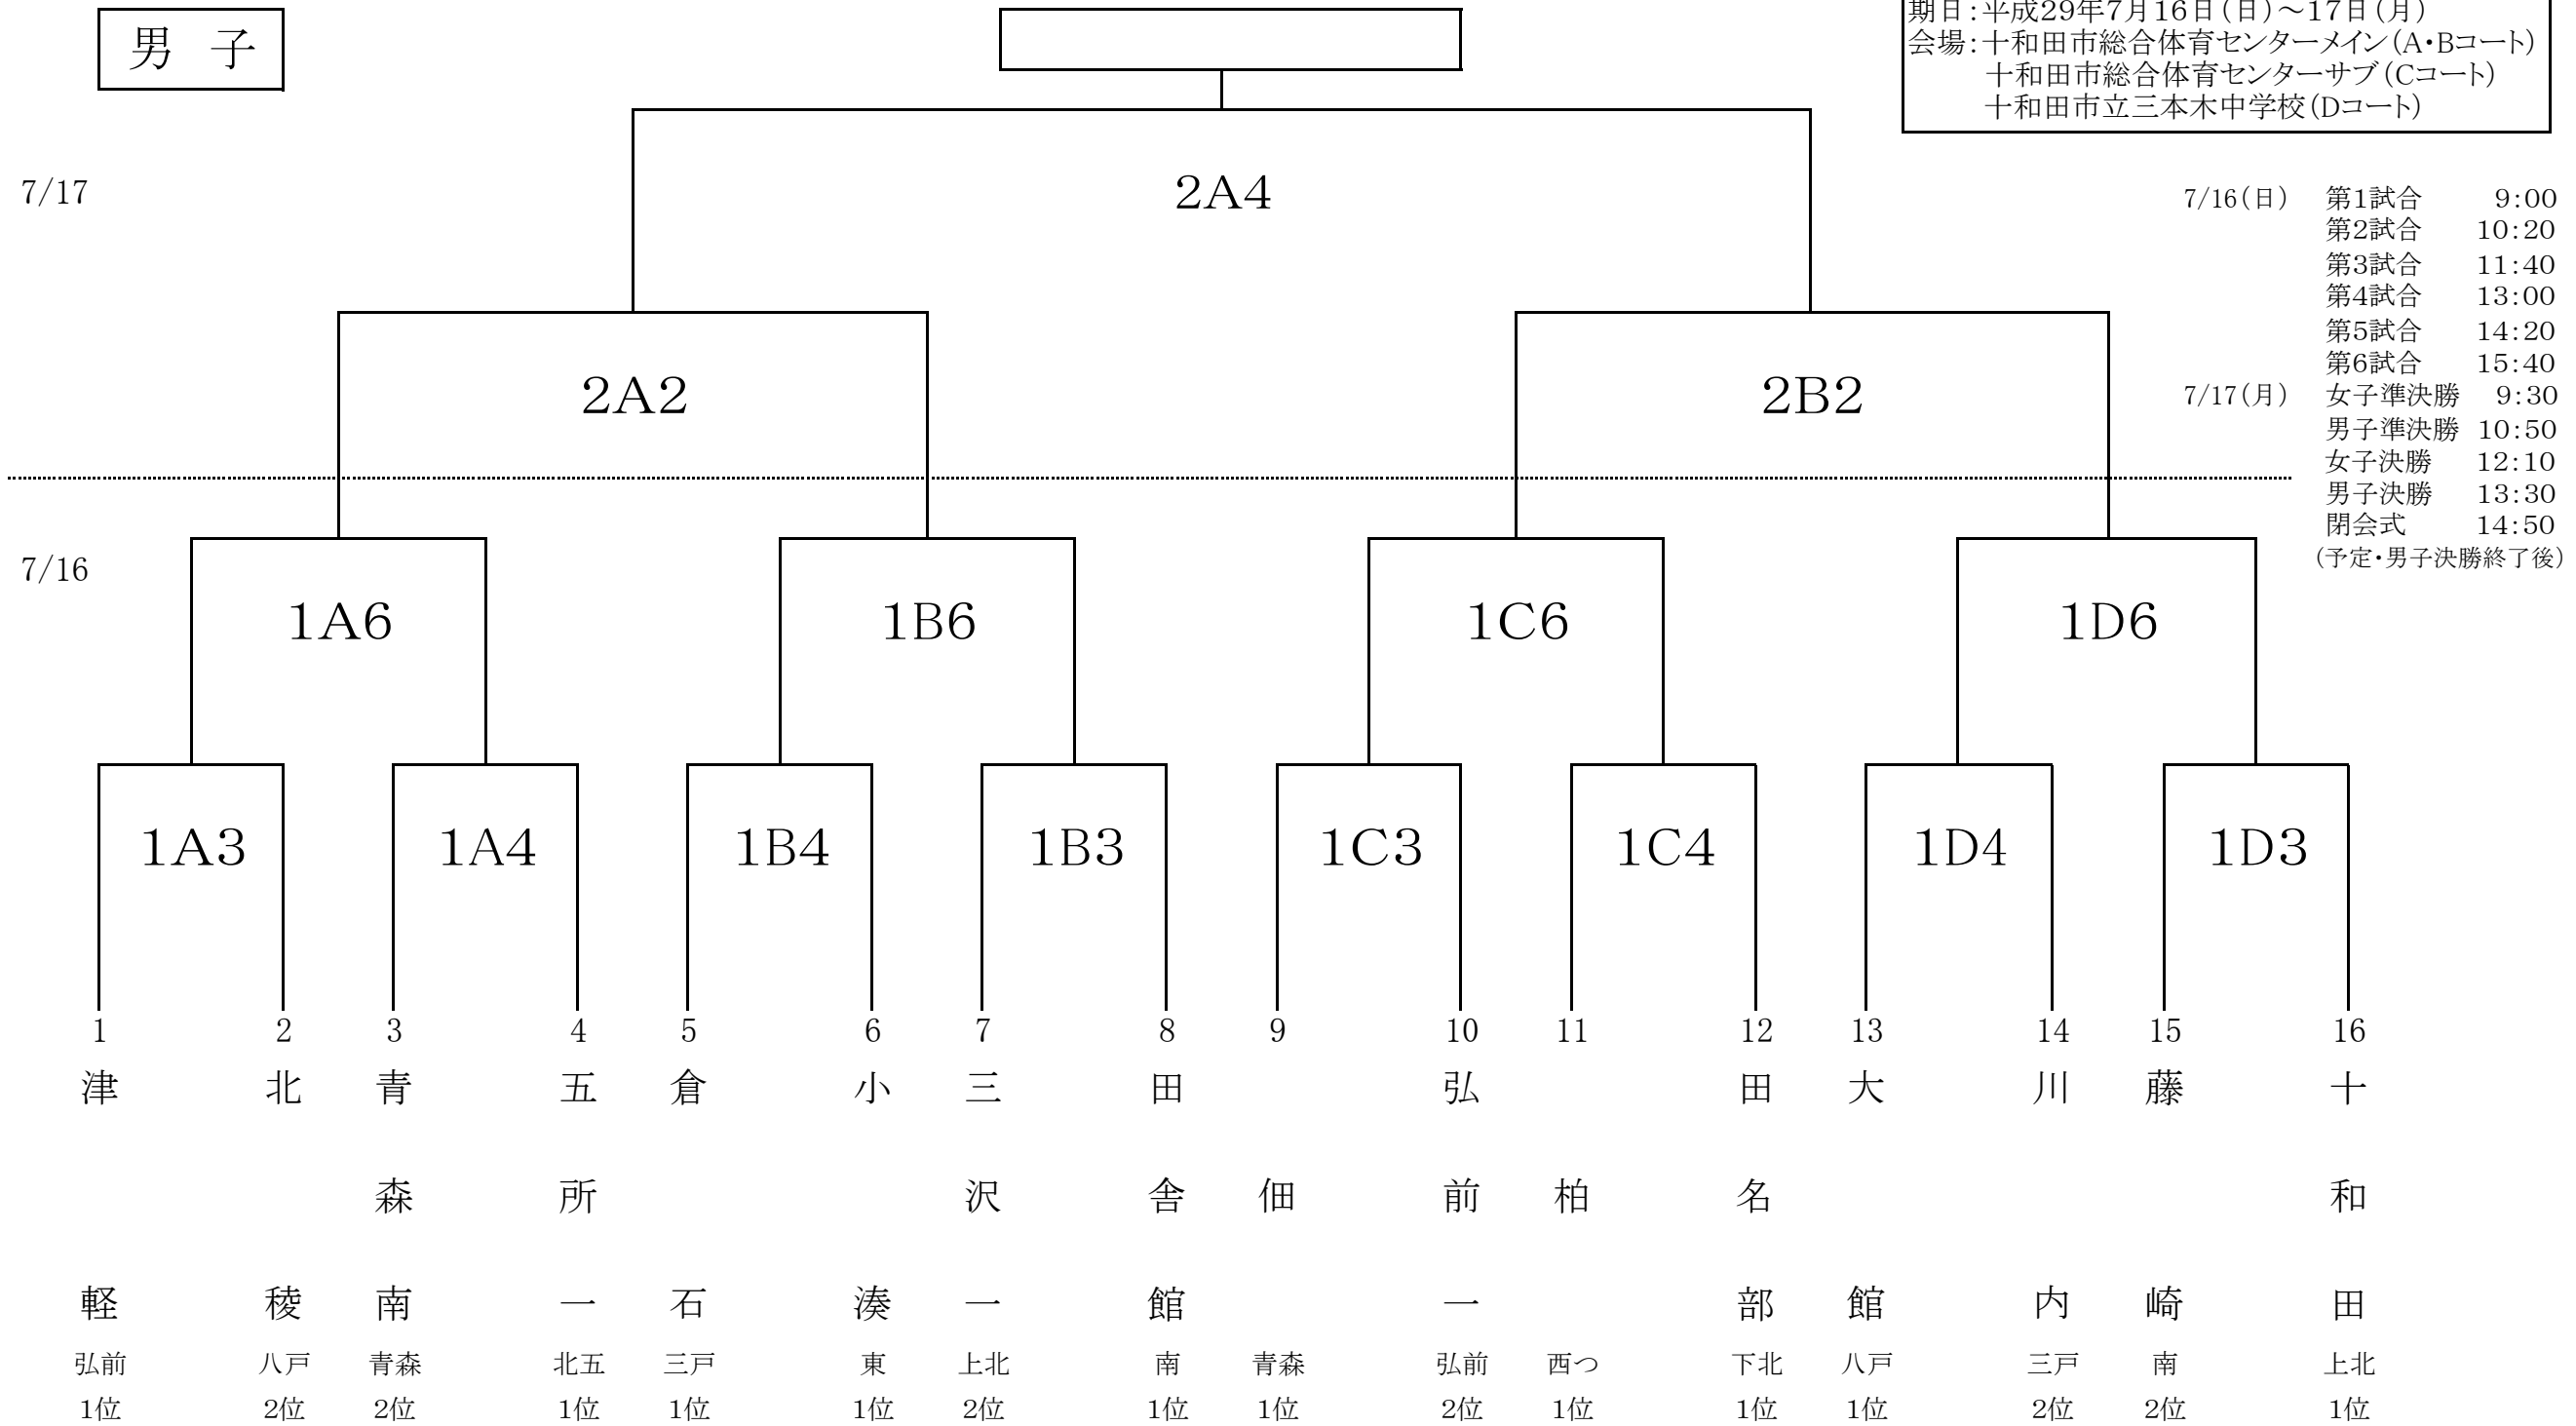 男 子
期日：平成29年7月16日（日）～17日（月）
会場：十和田市総合体育センターメイン（A・Bコート）
十和田市総合体育センターサブ（Cコート）
十和田市立三本木中学校（Dコート）
7/17
2A4
7/16（日） 第1試合 9：00
第2試合 10：20
第3試合 11：40
第4試合 13：00
第5試合 14：20
第6試合 15：40
7/17（月） 女子準決勝 9：30
男子準決勝 10：50
女子決勝 12：10
男子決勝 13：30
閉会式 14：50
（予定・男子決勝終了後）
2A2 2B2
7/16
1A6 1B6 1C6 1D6
1A3 1A4 1B4 1B3 1C3 1C4 1D4 1D3
1 2 3 4 5 6 7 8 9 10 11 12 13 14 15 16
津軽
北稜
青森南
五所一
倉石
小湊
三沢一
田舎館
佃
弘前一
柏
田名部
大館
川内
藤崎
十和田
弘前 八戸 青森 北五 三戸 東 上北 南 青森 弘前 西つ 下北 八戸 三戸 南 上北
1位 2位 2位 1位 1位 1位 2位 1位 1位 2位 1位 1位 1位 2位 2位 1位